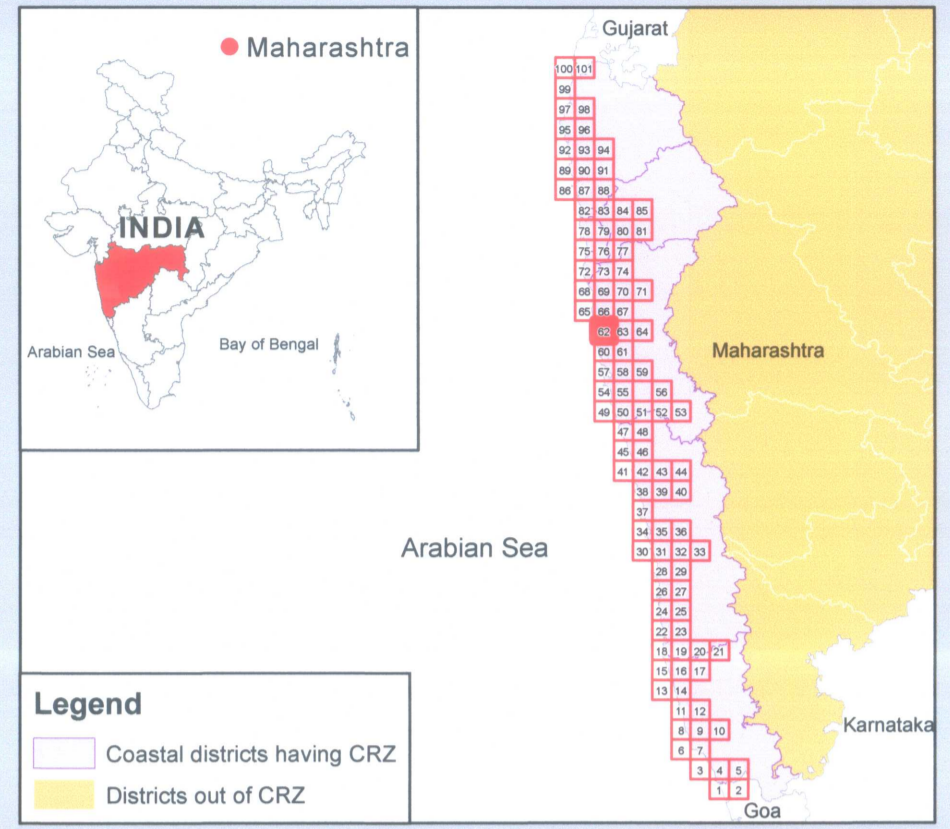 Maharashtra
INDIA
Arabian Sea
Bay of Bengal
Gujarat
100 101
99
97 98
95 96
92 93 94
89 90 91
86 87 88
82 83 84 85
78 79 80 81
75 76 77
72 73 74
68 69 70 71
65 66 67
62 63 64
Maharashtra
60 61
57 58 59
54 55 56
49 50 51 52 53
47 48
45 46
41 42 43 44
38 39 40
37
34 35 36
Arabian Sea
30 31 32 33
28 29
26 27
24 25
22 23
18 19 20 21
15 16 17
13 14
11 12
8 9 10
Karnataka
6 7
3 4 5
1 2
Goa
Legend
Coastal districts having CRZ
Districts out of CRZ